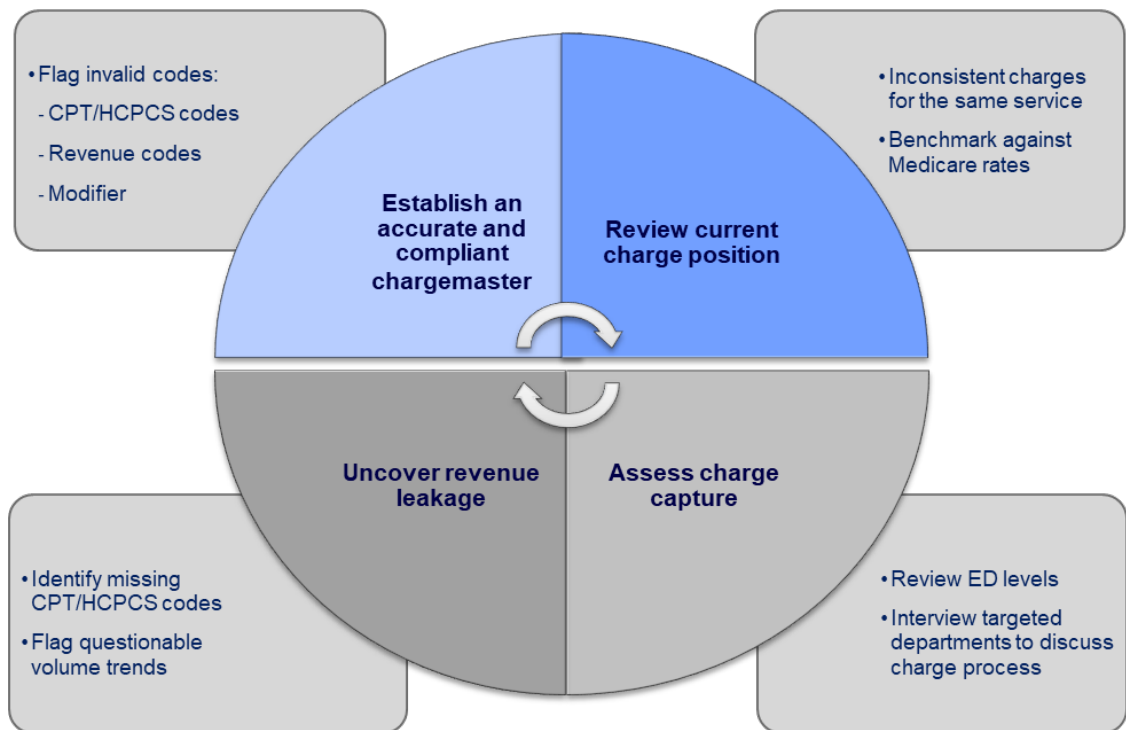 • Flag invalid codes:
- CPT/HCPCS codes
- Revenue codes
- Modifier
• Inconsistent charges
for the same service
• Benchmark against
Medicare rates
Establish an
accurate and
compliant
chargemaster
Review current
charge position
Uncover revenue
leakage
Assess charge
capture
• Identify missing
CPT/HCPCS codes
• Flag questionable
volume trends
• Review ED levels
• Interview targeted
departments to discuss
charge process